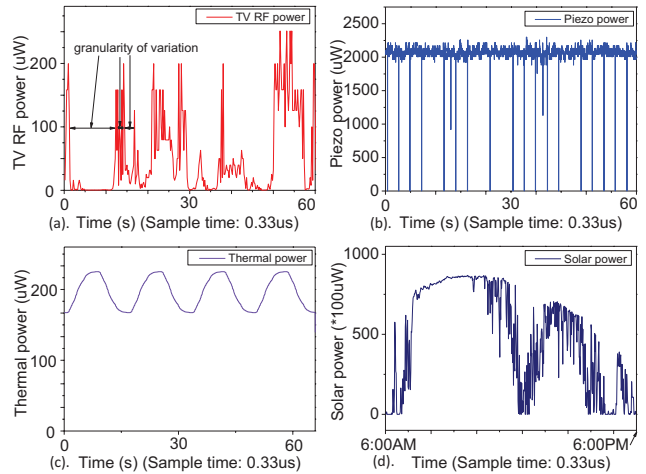 TV RF power
granularity of variation
TV RF power (uW)
200
100
0
0
30
60
(a). Time (s) (Sample time: 0.33us)
Piezo power
Piezo power (uW)
2500
2000
1500
1000
500
0
0
30
60
(b). Time (s) (Sample time: 0.33us)
Thermal power
Thermal power (uW)
200
100
0
0
30
60
(c). Time (s) (Sample time: 0.33us)
Solar power
Solar power (*100uW)
1000
500
0
6:00AM
6:00PM
(d). Time (s) (Sample time: 0.33us)